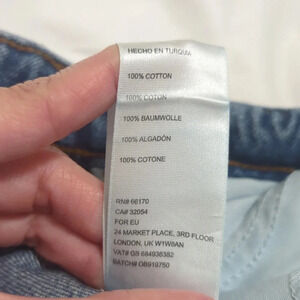 HECHO EN TURQUIA
100% COTTON
100% COTON
100% BAUMWOLLE
100% ALGADÓN
100% COTONE
RN# 66170
CA# 32054
FOR EU
24 MARKET PLACE, 3RD FLOOR
LONDON, UK W1W8AN
VAT# GB 684936382
BATCH# OB919750